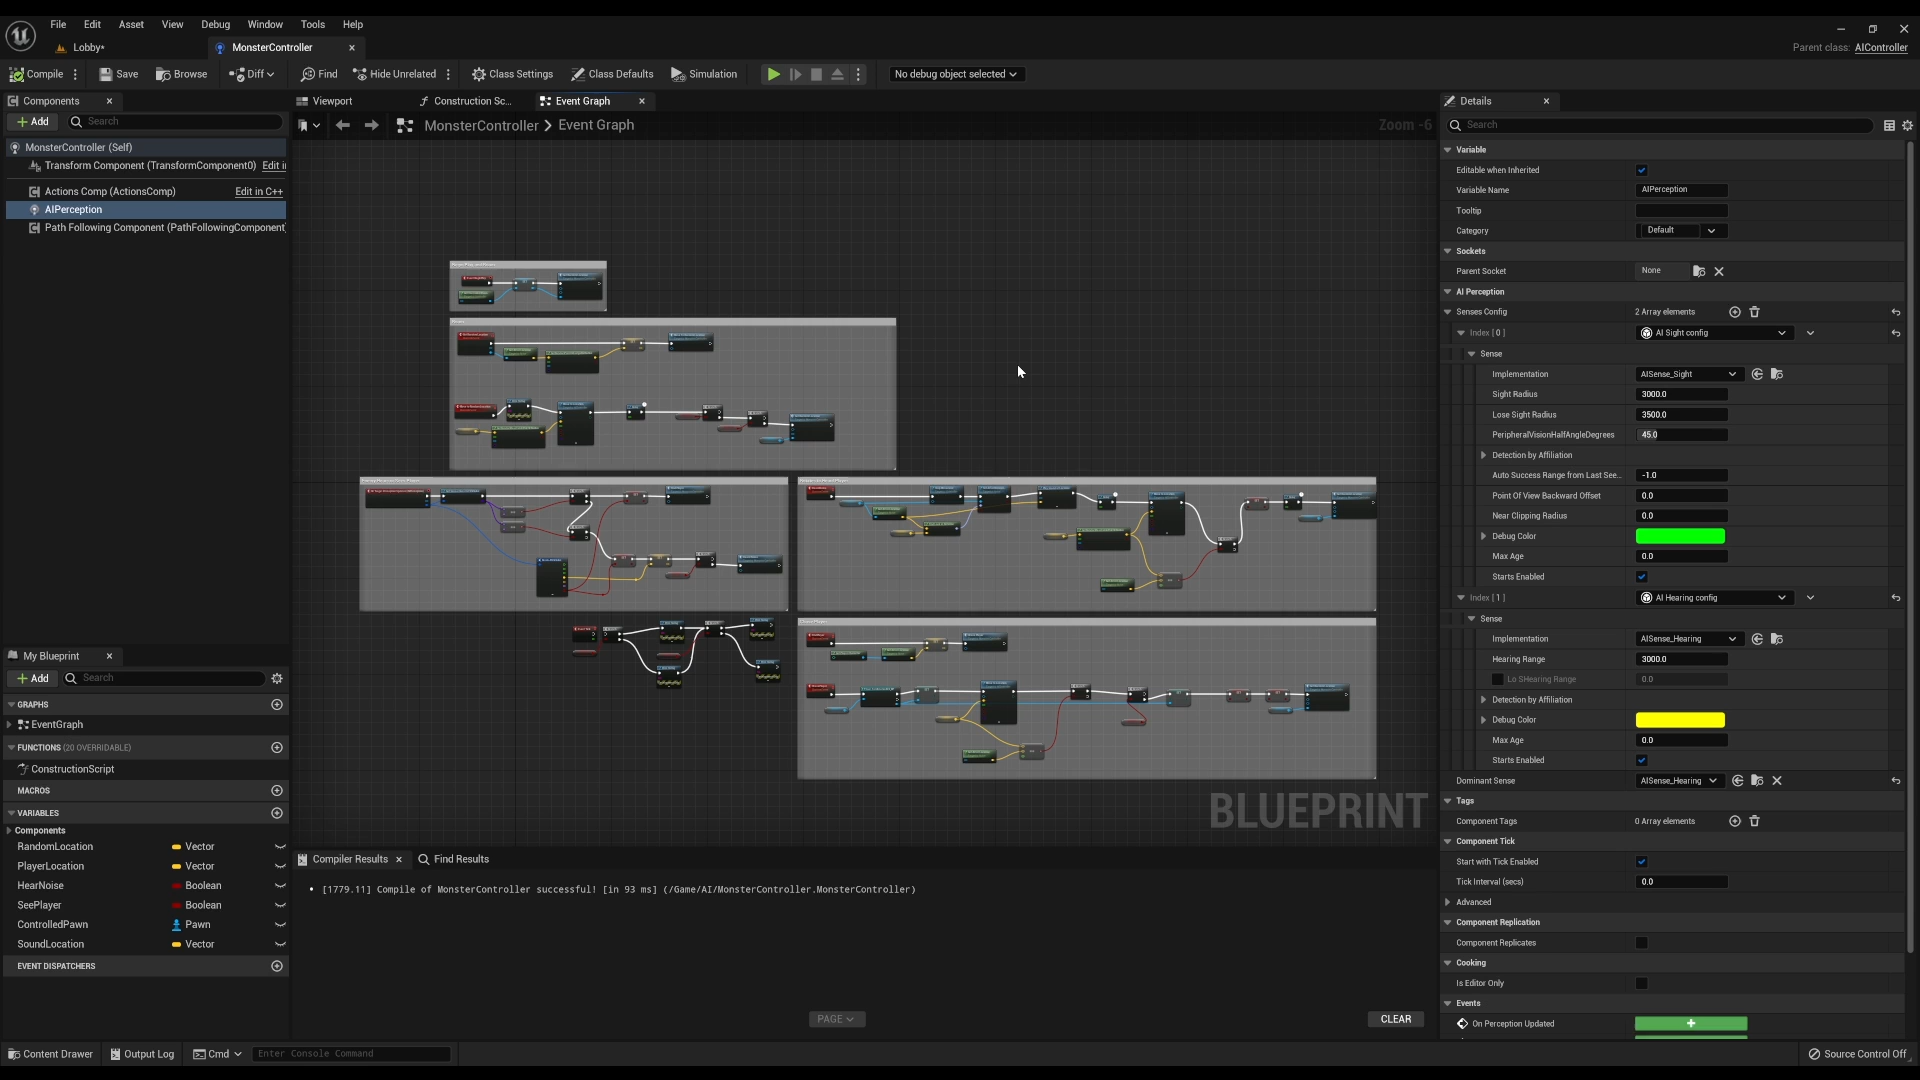 File Edit Asset View Debug Window Tools Help
Lobby*
MonsterController
Parent class: AIController
Compile Save Browse Diff Find Hide Unrelated Class Settings Class Defaults Simulation No debug object selected
Components
Add Search
MonsterController (Self)
Transform Component (TransformComponent0) Edit i
Actions Comp (ActionsComp) Edit in C++
AIPerception
Path Following Component (PathFollowingComponent
My Blueprint
Add Search
GRAPHS
EventGraph
FUNCTIONS (20 OVERRIDABLE)
ConstructionScript
MACROS
VARIABLES
Components
RandomLocation Vector
PlayerLocation Vector
HearNoise Boolean
SeePlayer Boolean
ControlledPawn Pawn
SoundLocation Vector
EVENT DISPATCHERS
Viewport Construction Sc... Event Graph
MonsterController > Event Graph
Zoom -6
BLUEPRINT
Compiler Results Find Results
[1779.11] Compile of MonsterController successful! [in 93 ms] (/Game/AI/MonsterController.MonsterController)
PAGE
CLEAR
Details
Search
Variable
Editable when Inherited
Variable Name AIPerception
Tooltip
Category Default
Sockets
Parent Socket None
AI Perception
Senses Config 2 Array elements
Index [ 0 ] AI Sight config
Sense
Implementation AISense_Sight
Sight Radius 3000.0
Lose Sight Radius 3500.0
PeripheralVisionHalfAngleDegrees 45.0
Detection by Affiliation
Auto Success Range from Last See... -1.0
Point Of View Backward Offset 0.0
Near Clipping Radius 0.0
Debug Color
Max Age 0.0
Starts Enabled
Index [ 1 ] AI Hearing config
Sense
Implementation AISense_Hearing
Hearing Range 3000.0
Lo SHearing Range 0.0
Detection by Affiliation
Debug Color
Max Age 0.0
Starts Enabled
Dominant Sense AISense_Hearing
Tags
Component Tags 0 Array elements
Component Tick
Start with Tick Enabled
Tick Interval (secs) 0.0
Advanced
Component Replication
Component Replicates
Cooking
Is Editor Only
Events
On Perception Updated
Content Drawer Output Log Cmd Enter Console Command Source Control Off